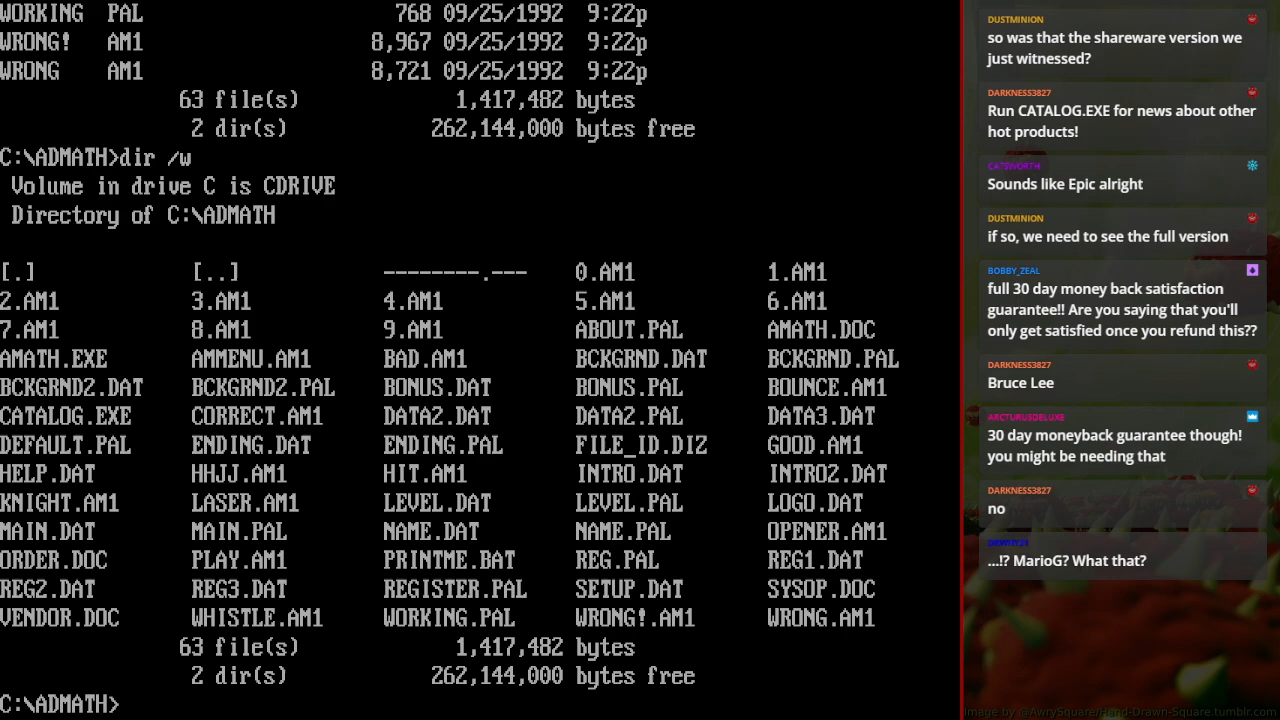 WORKING  PAL                     768 09/25/1992  9:22p
WRONG!   AM1                   8,967 09/25/1992  9:22p
WRONG    AM1                   8,721 09/25/1992  9:22p
63 file(s)             1,417,482 bytes
2 dir(s)            262,144,000 bytes free
C:\ADMATH>dir /w
Volume in drive C is CDRIVE
Directory of C:\ADMATH
[.]             [..]            --------.---    0.AM1           1.AM1
2.AM1           3.AM1           4.AM1           5.AM1           6.AM1
7.AM1           8.AM1           9.AM1           ABOUT.PAL       AMATH.DOC
AMATH.EXE       AMMENU.AM1      BAD.AM1         BCKGRND.DAT     BCKGRND.PAL
BCKGRND2.DAT    BCKGRND2.PAL    BONUS.DAT       BONUS.PAL       BOUNCE.AM1
CATALOG.EXE     CORRECT.AM1     DATA2.DAT       DATA2.PAL       DATA3.DAT
DEFAULT.PAL     ENDING.DAT      ENDING.PAL      FILE_ID.DIZ     GOOD.AM1
HELP.DAT        HHJJ.AM1        HIT.AM1         INTRO.DAT       INTRO2.DAT
KNIGHT.AM1      LASER.AM1       LEVEL.DAT       LEVEL.PAL       LOGO.DAT
MAIN.DAT        MAIN.PAL        NAME.DAT        NAME.PAL        OPENER.AM1
ORDER.DOC       PLAY.AM1        PRINTME.BAT     REG.PAL         REG1.DAT
REG2.DAT        REG3.DAT        REGISTER.PAL    SETUP.DAT       SYSOP.DOC
VENDOR.DOC      WHISTLE.AM1     WORKING.PAL     WRONG!.AM1      WRONG.AM1
63 file(s)             1,417,482 bytes
2 dir(s)            262,144,000 bytes free
C:\ADMATH>
DUSTMINION
so was that the shareware version we
just witnessed?
DARKNESS3827
Run CATALOG.EXE for news about other
hot products!
CATSWORTH
Sounds like Epic alright
DUSTMINION
if so, we need to see the full version
BOBBY_ZEAL
full 30 day money back satisfaction
guarantee!! Are you saying that you'll
only get satisfied once you refund this??
DARKNESS3827
Bruce Lee
ARCTURUSDELUXE
30 day moneyback guarantee though!
you might be needing that
DARKNESS3827
no
...!? MarioG? What that?
Image by @AwrySquare/Hand-Drawn-Square.tumblr.com